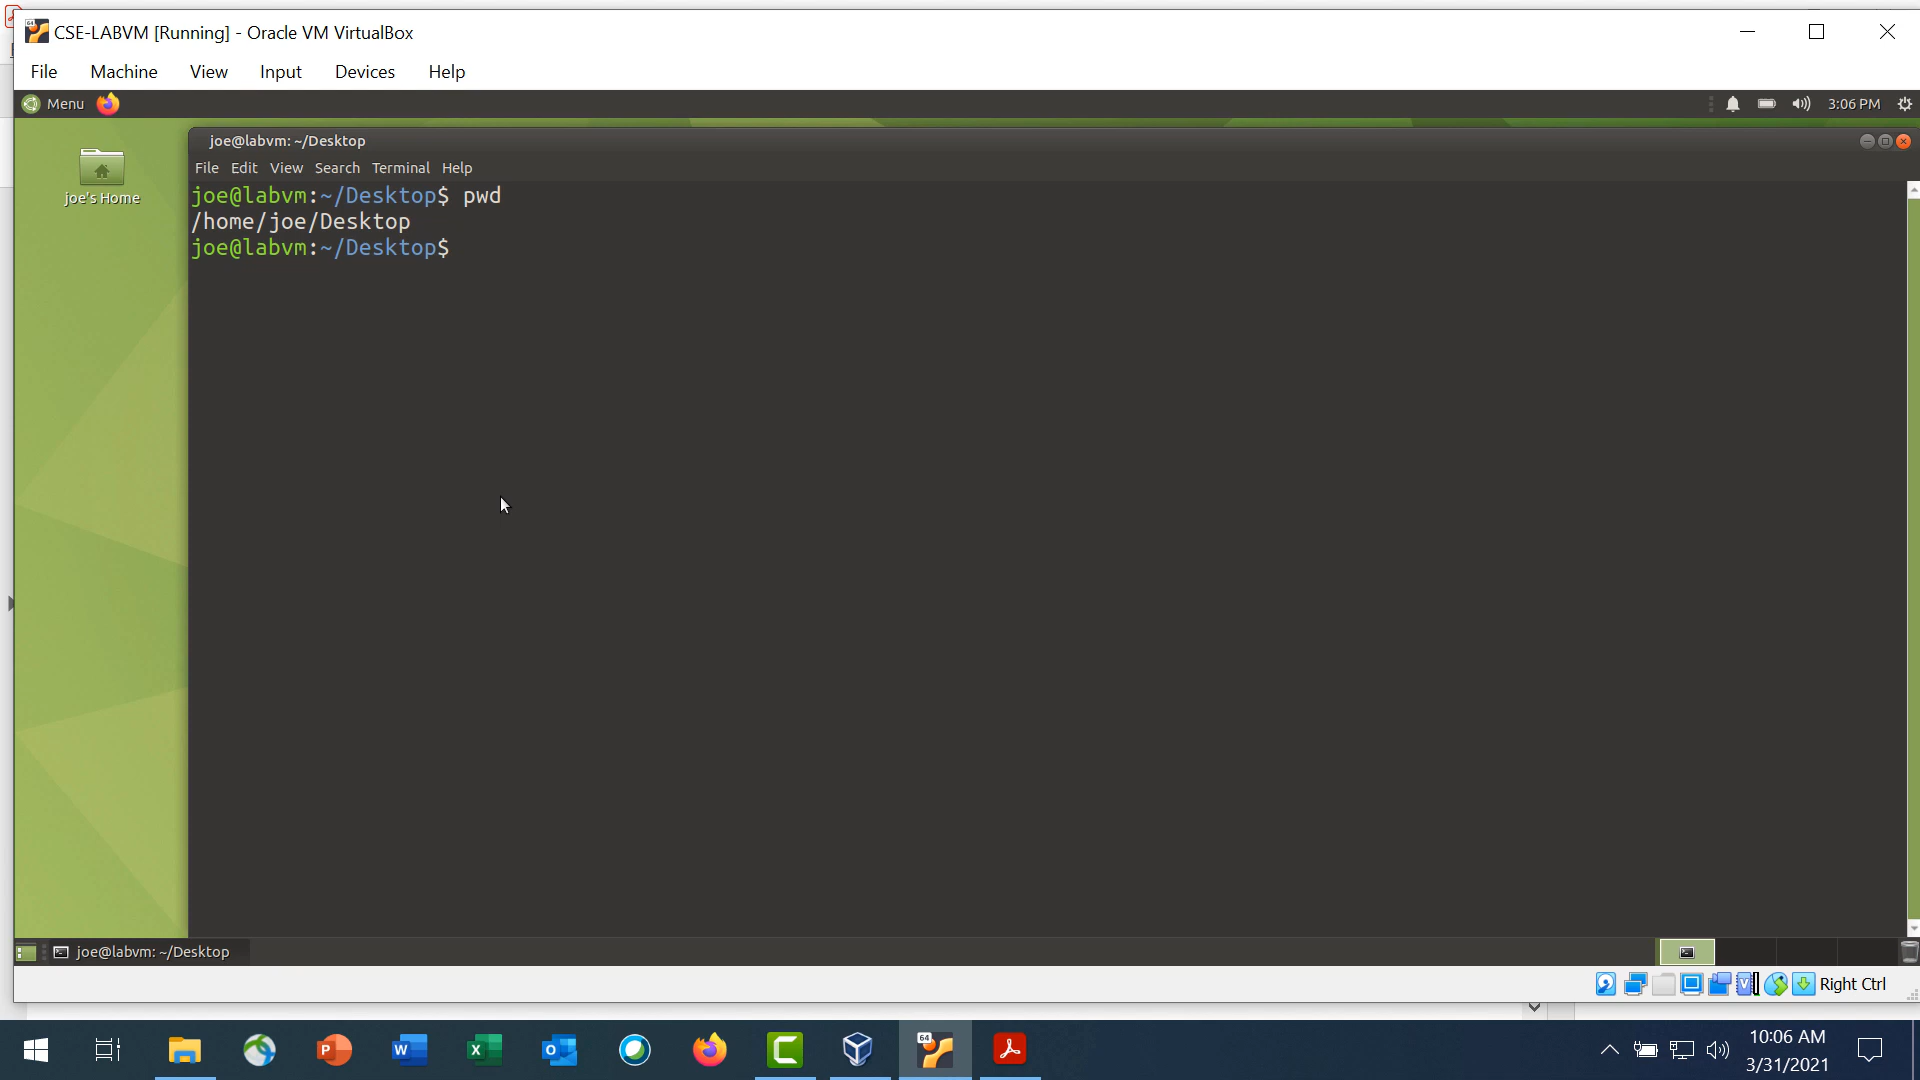 CSE-LABVM [Running] - Oracle VM VirtualBox
File Machine View Input Devices Help
Menu 3:06 PM
joe's Home
joe@labvm: ~/Desktop
File Edit View Search Terminal Help
joe@labvm:~/Desktop$ pwd
/home/joe/Desktop
joe@labvm:~/Desktop$
joe@labvm: ~/Desktop
Right Ctrl
10:06 AM
3/31/2021